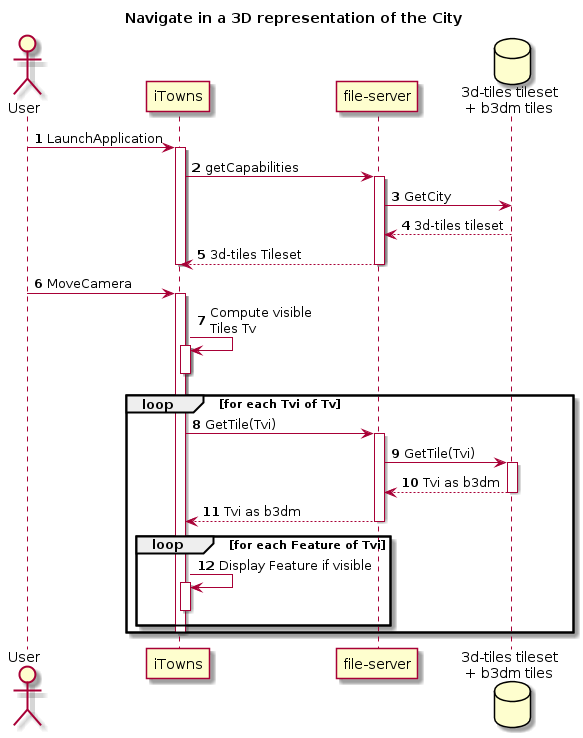 Navigate in a 3D representation of the City
User
iTowns
file-server
3d-tiles tileset
+ b3dm tiles
1 LaunchApplication
2 getCapabilities
3 GetCity
4 3d-tiles tileset
5 3d-tiles Tileset
6 MoveCamera
7 Compute visible
Tiles Tv
loop [for each Tvi of Tv]
8 GetTile(Tvi)
9 GetTile(Tvi)
10 Tvi as b3dm
11 Tvi as b3dm
loop [for each Feature of Tvi]
12 Display Feature if visible
User
iTowns
file-server
3d-tiles tileset
+ b3dm tiles